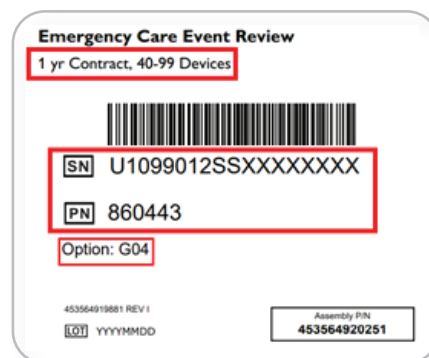 Emergency Care Event Review
1 yr Contract, 40-99 Devices
SN U1099012SSXXXXXXXX
PN 860443
Option: G04
453564919881 REV I
LOT YYYYMMDD
Assembly P/N
453564920251